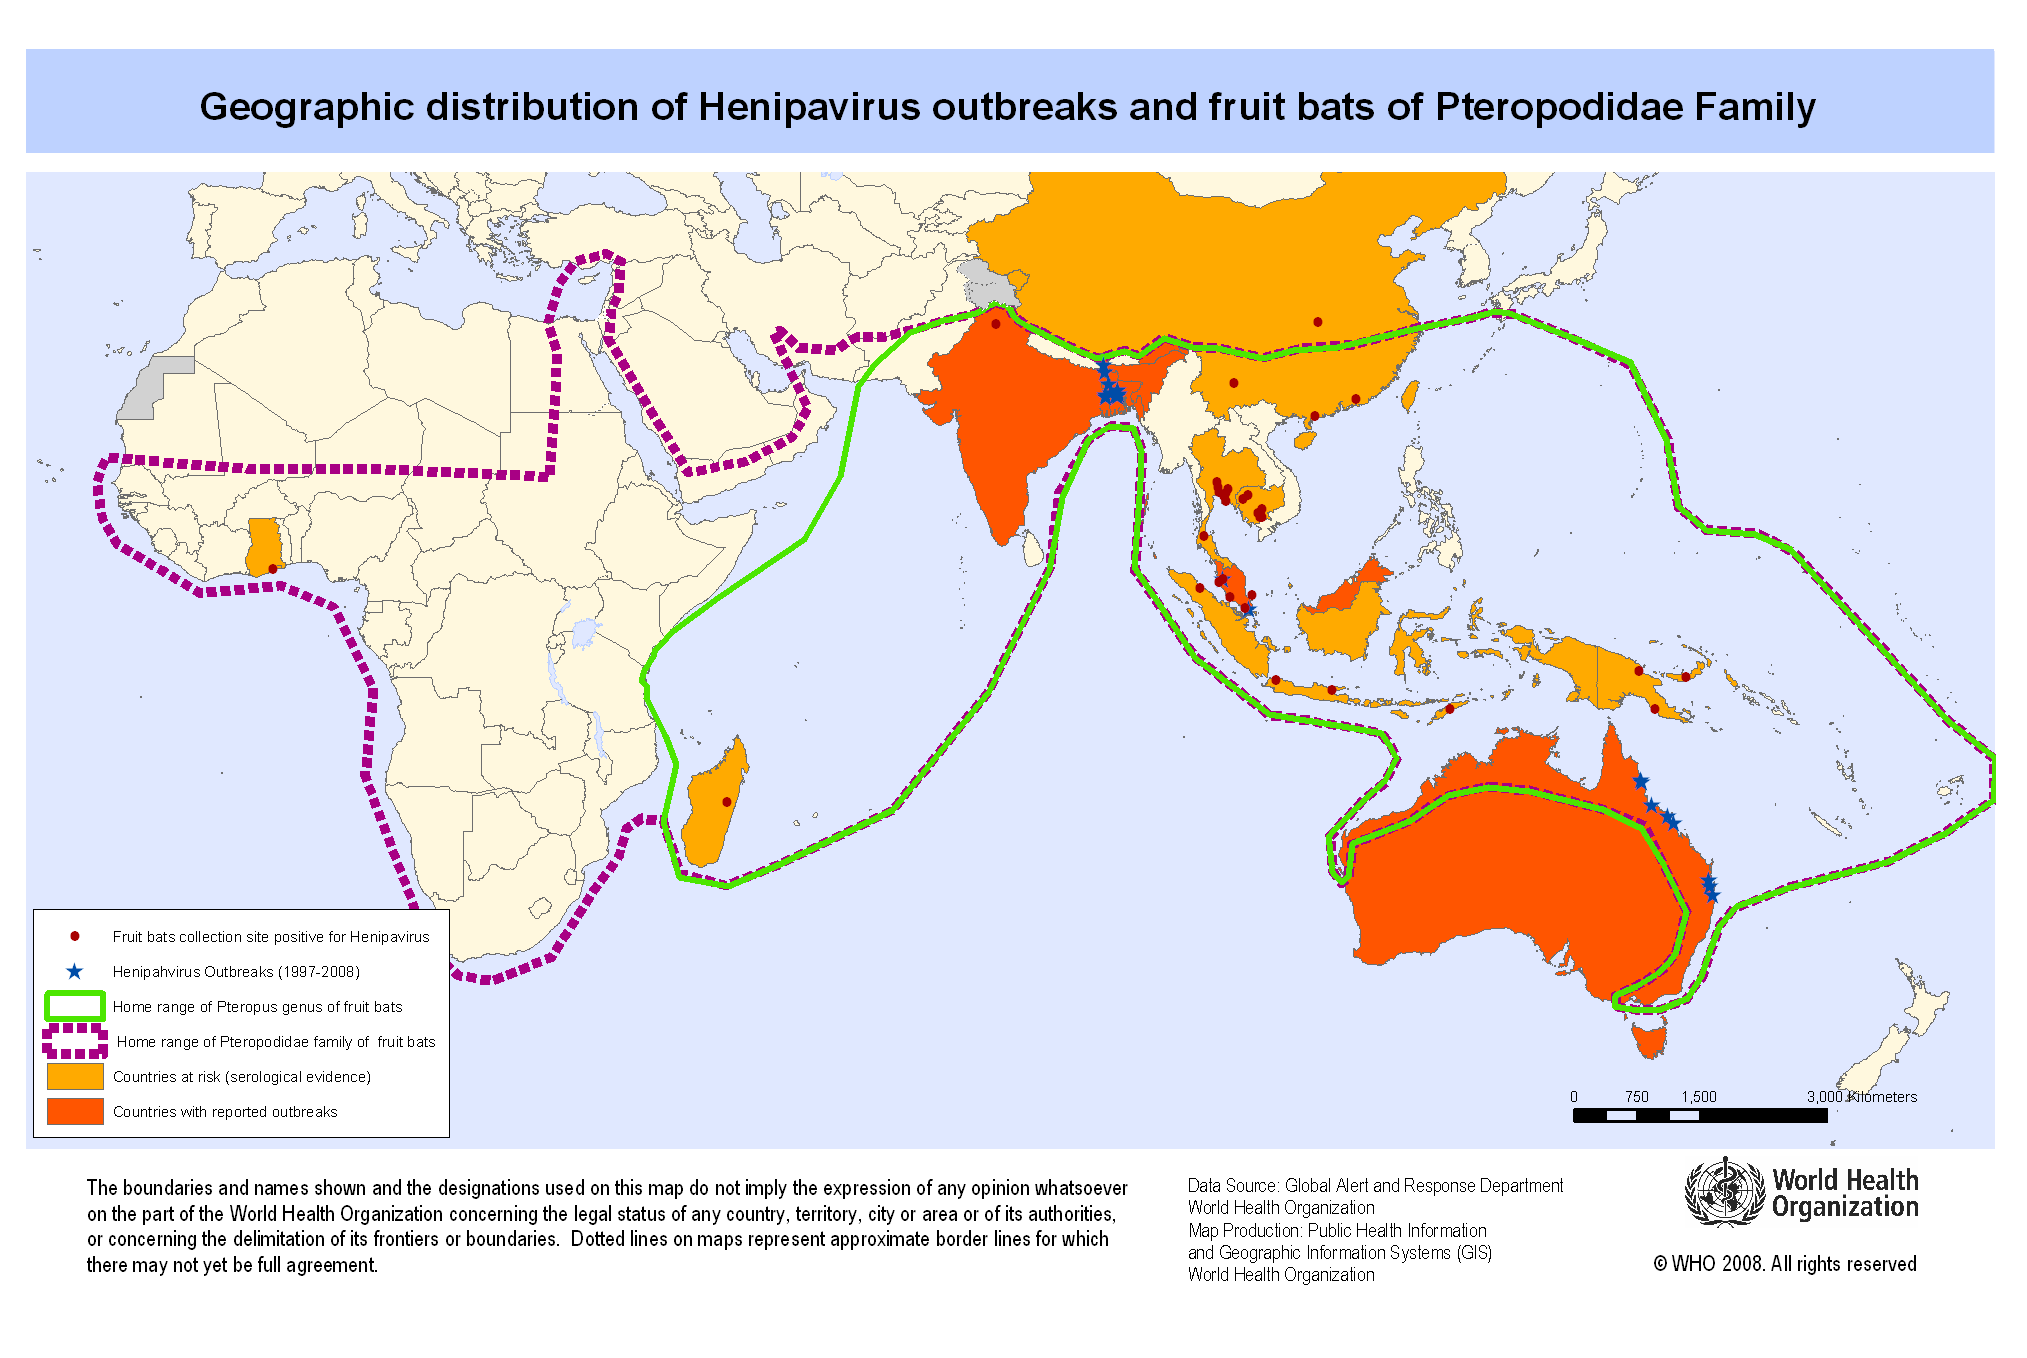 Geographic distribution of Henipavirus outbreaks and fruit bats of Pteropodidae Family
Fruit bats collection site positive for Henipavirus
Henipahvirus Outbreaks (1997-2008)
Home range of Pteropus genus of fruit bats
Home range of Pteropodidae family of fruit bats
Countries at risk (serological evidence)
Countries with reported outbreaks
0 750 1,500 3,000 Kilometers
The boundaries and names shown and the designations used on this map do not imply the expression of any opinion whatsoever
on the part of the World Health Organization concerning the legal status of any country, territory, city or area or of its authorities,
or concerning the delimitation of its frontiers or boundaries. Dotted lines on maps represent approximate border lines for which
there may not yet be full agreement.
Data Source: Global Alert and Response Department
World Health Organization
Map Production: Public Health Information
and Geographic Information Systems (GIS)
World Health Organization
World Health
Organization
© WHO 2008. All rights reserved